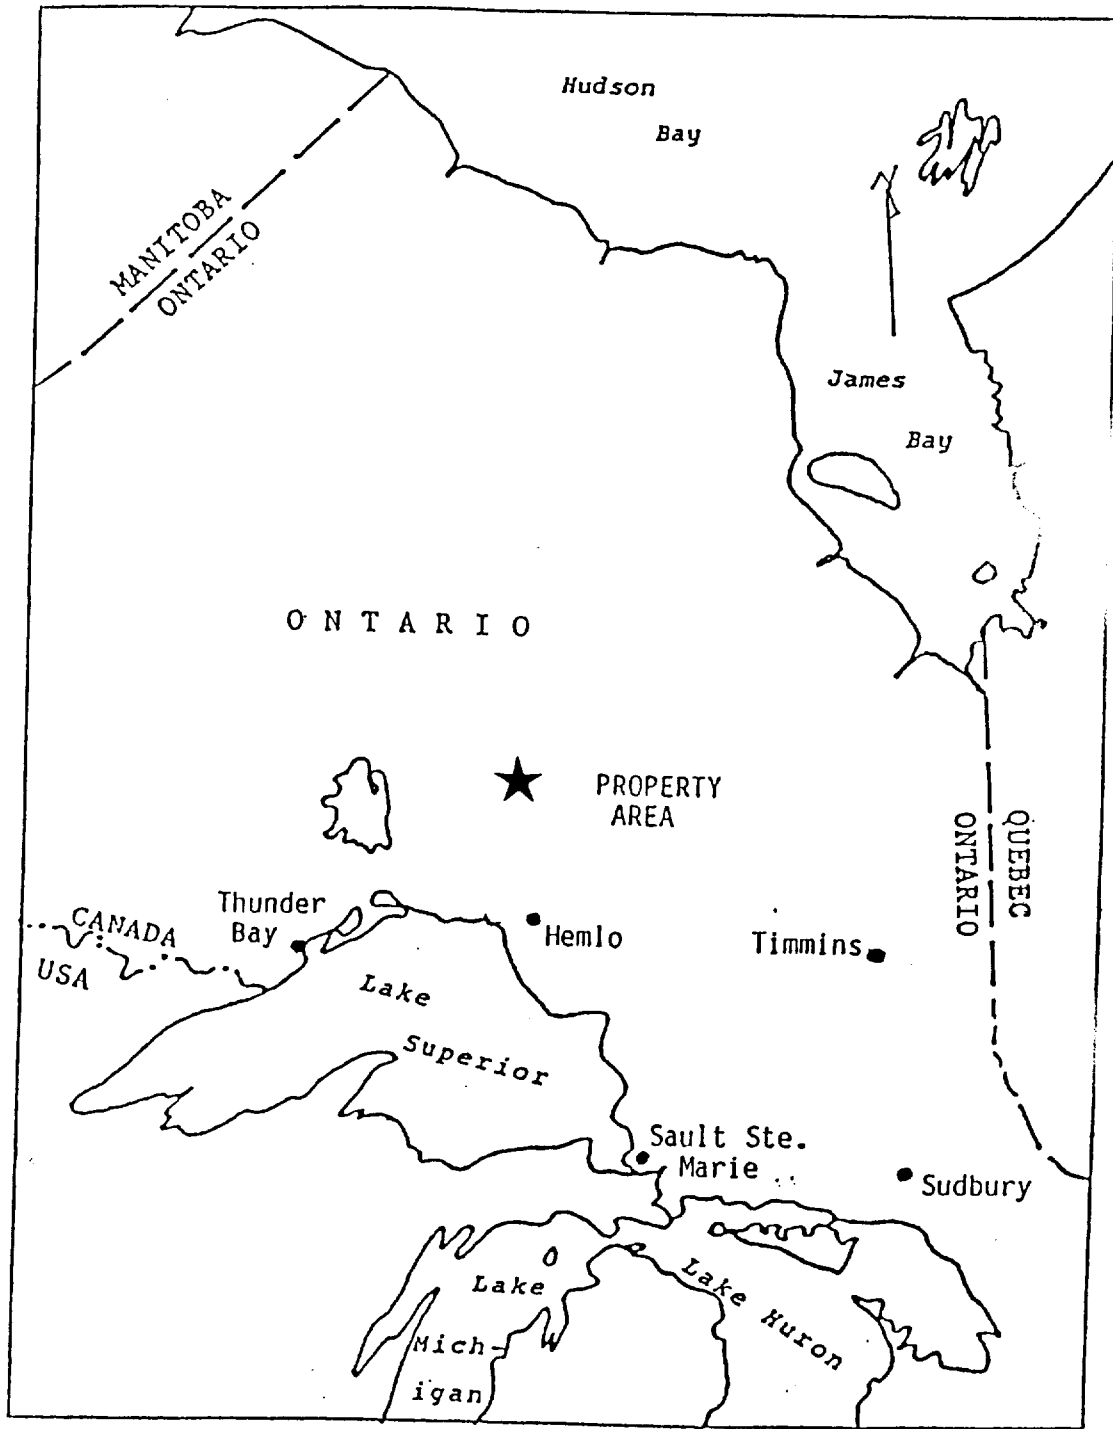 Hudson
Bay
MANITOBA
ONTARIO
James
Bay
ONTARIO
PROPERTY
AREA
QUEBEC
ONTARIO
Thunder
Bay
Hemlo
Timmins
CANADA
USA
Lake
Superior
Sault Ste.
Marie
Sudbury
Lake
Mich-
igan
Lake Huron